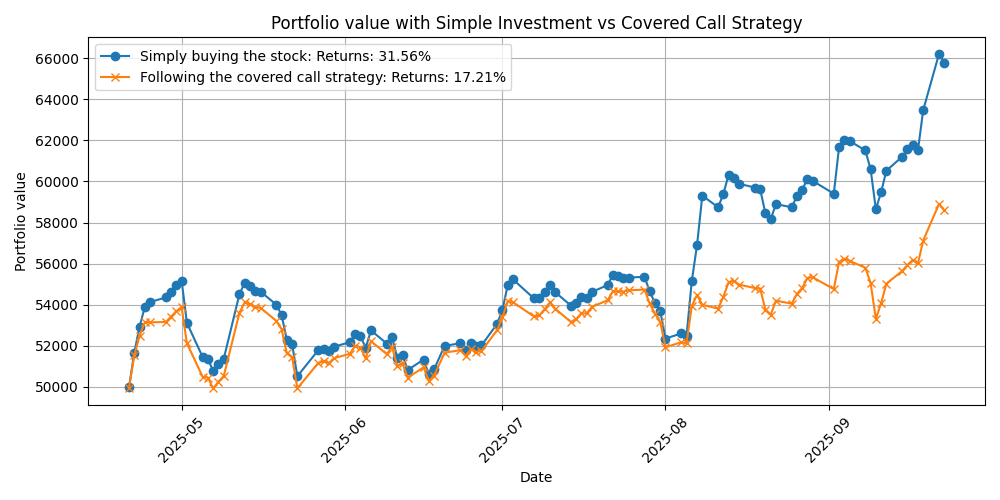 Portfolio value with Simple Investment vs Covered Call Strategy
Simply buying the stock: Returns: 31.56%
Following the covered call strategy: Returns: 17.21%
Portfolio value
66000
64000
62000
60000
58000
56000
54000
52000
50000
2025-05
2025-06
2025-07
2025-08
2025-09
Date